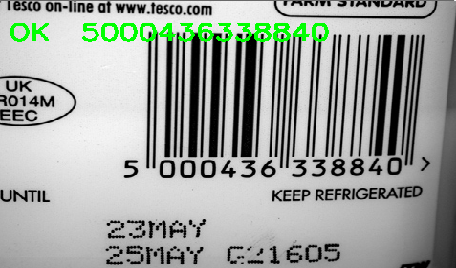 Tesco on-line at www.tesco.com
FARM STANDARD
OK 5000436338840
UK
R014M
EEC
5 000436 338840 >
UNTIL
KEEP REFRIGERATED
23MAY
25MAY G21605